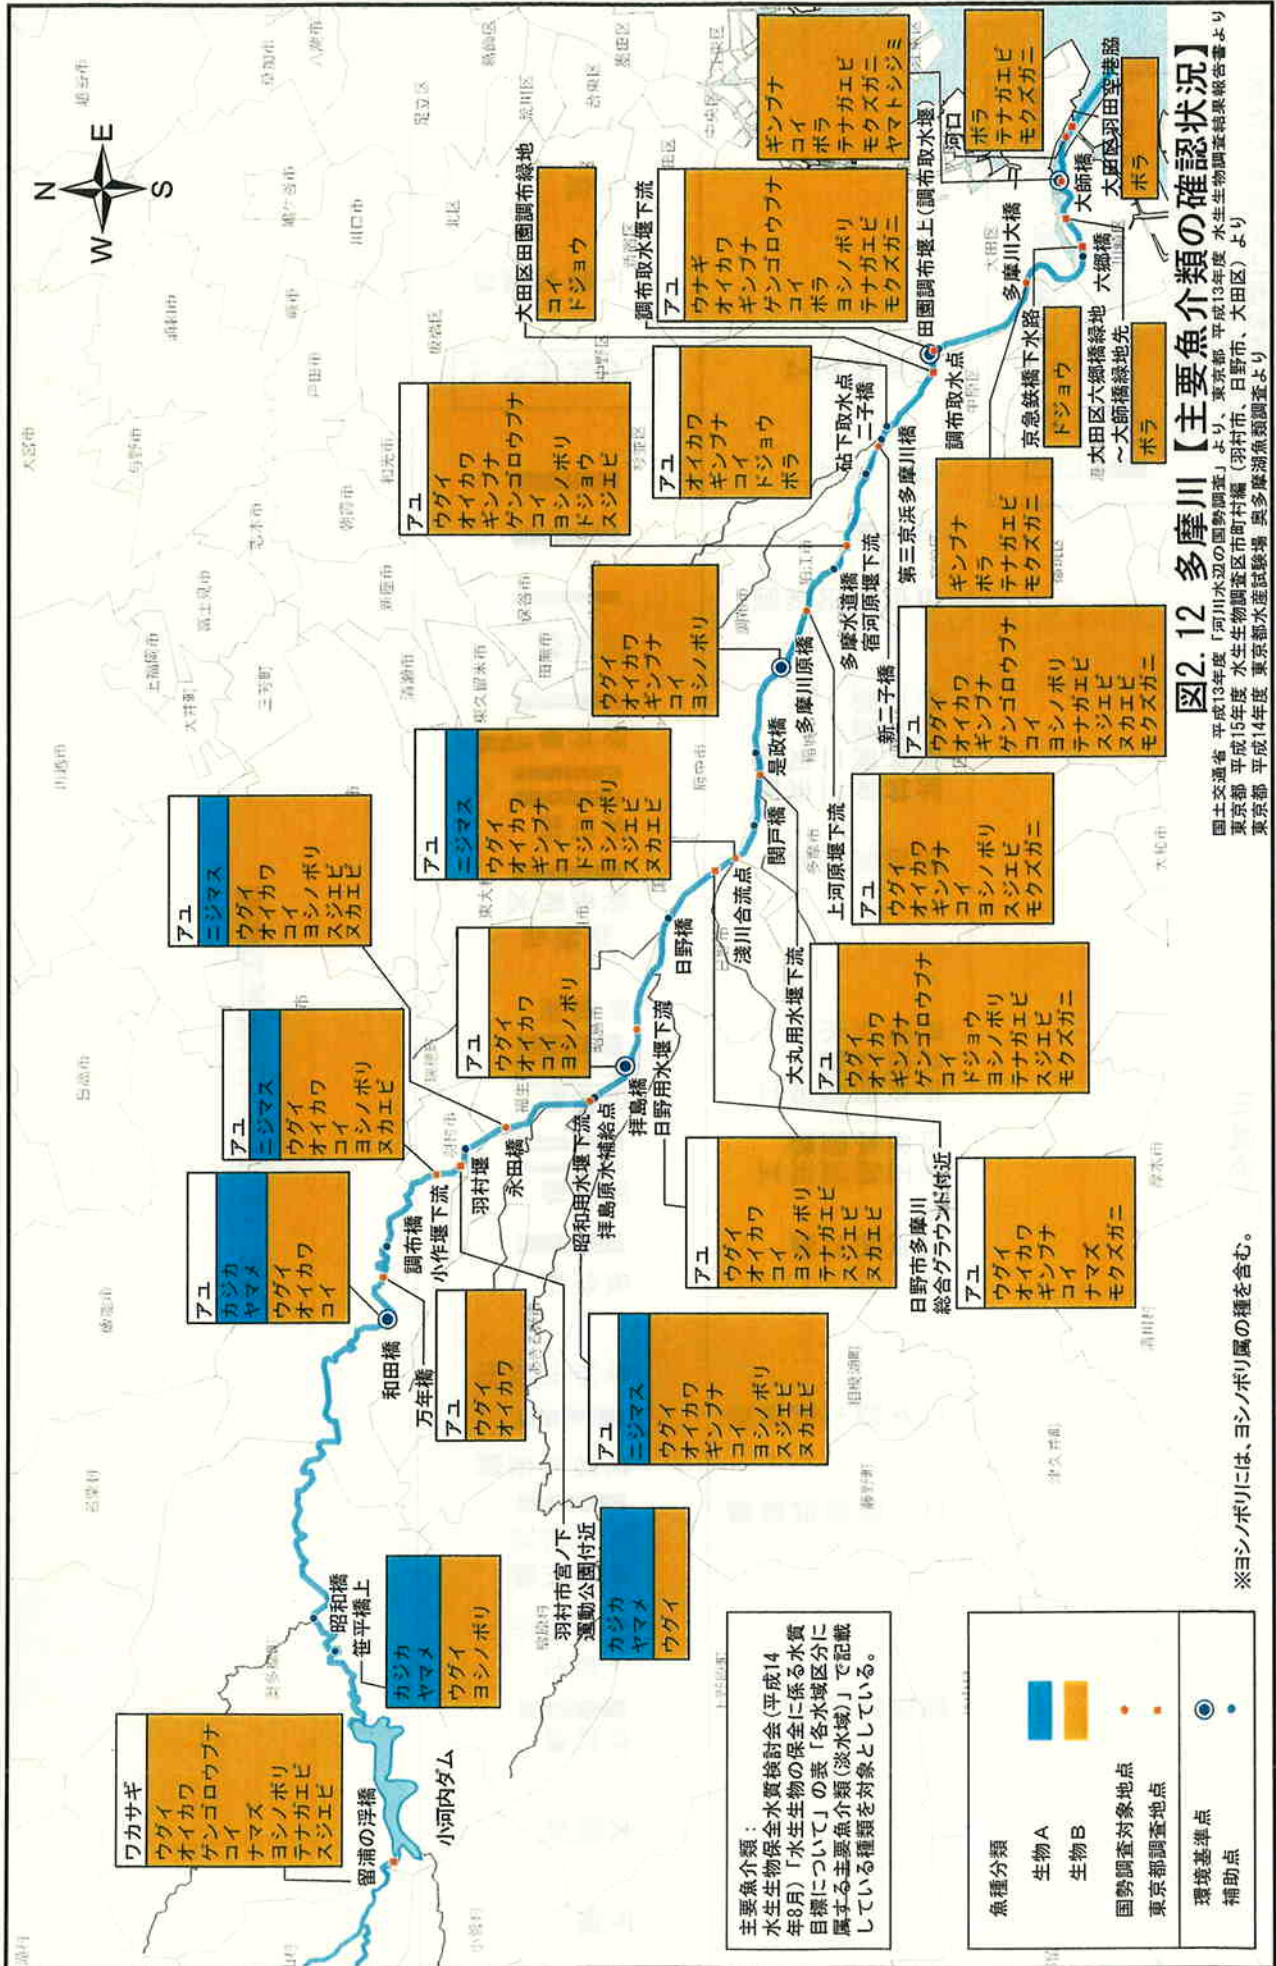 図2.12 多摩川【主要魚介類の確認状況】
国土交通省 平成13年度「河川水辺の国勢調査」より、東京都 平成13年度 水生生物調査結果報告書より
東京都 平成15年度 水生生物調査区市町村編（羽村市、日野市、大田区）より
東京都 平成14年度 東京都水産試験場 奥多摩湖魚類調査より
N
W
E
S
ワカサギ
ウグイ
オイカワ
ゲンゴロウブナ
コイ
ナマズ
ヨシノボリ
テナガエビ
スジエビ
留浦の浮橋
小河内ダム
昭和橋
笹平橋上
カジカ
ヤマメ
ウグイ
ヨシノボリ
アユ
カジカ
ヤマメ
ウグイ
オイカワ
コイ
和田橋
万年橋
アユ
ウグイ
オイカワ
調布橋
小作堰下流
アユ
ニジマス
ウグイ
オイカワ
コイ
ヨシノボリ
ヌカエビ
羽村堰
羽村市宮ノ下
運動公園付近
カジカ
ヤマメ
ウグイ
永田橋
アユ
ニジマス
ウグイ
オイカワ
コイ
ヨシノボリ
スジエビ
ヌカエビ
昭和用水堰下流
拝島原水補給点
アユ
ニジマス
ウグイ
オイカワ
ギンブナ
コイ
ヨシノボリ
スジエビ
ヌカエビ
拝島橋
アユ
ウグイ
オイカワ
コイ
ヨシノボリ
日野用水堰下流
アユ
ウグイ
オイカワ
コイ
ヨシノボリ
テナガエビ
スジエビ
ヌカエビ
日野橋
日野市多摩川
総合グラウンド付近
アユ
ウグイ
オイカワ
ギンブナ
コイ
ナマズ
モクズガニ
浅川合流点
アユ
ニジマス
ウグイ
オイカワ
ギンブナ
コイ
ドジョウ
ヨシノボリ
スジエビ
ヌカエビ
関戸橋
大丸用水堰下流
アユ
ウグイ
オイカワ
ギンブナ
ゲンゴロウブナ
コイ
ドジョウ
ヨシノボリ
テナガエビ
スジエビ
モクズガニ
是政橋
多摩川原橋
ウグイ
オイカワ
ギンブナ
コイ
ヨシノボリ
上河原堰下流
アユ
ウグイ
オイカワ
ギンブナ
コイ
ヨシノボリ
スジエビ
モクズガニ
多摩水道橋
宿河原堰下流
アユ
ウグイ
オイカワ
ギンブナ
ゲンゴロウブナ
コイ
ヨシノボリ
ドジョウ
スジエビ
新二子橋
アユ
ウグイ
オイカワ
ギンブナ
ゲンゴロウブナ
コイ
ヨシノボリ
テナガエビ
スジエビ
ヌカエビ
モクズガニ
第三京浜多摩川橋
二子橋
砧下取水点
アユ
オイカワ
ギンブナ
コイ
ドジョウ
ボラ
調布取水点
田園調布堰上(調布取水堰)
大田区田園調布緑地
コイ
ドジョウ
調布取水堰下流
アユ
ウナギ
オイカワ
ギンブナ
ゲンゴロウブナ
コイ
ボラ
ヨシノボリ
テナガエビ
モクズガニ
多摩川大橋
ギンブナ
ボラ
テナガエビ
モクズガニ
京急鉄橋下水路
ドジョウ
六郷橋
大田区六郷橋緑地
～大師橋緑地先
ボラ
大師橋
ギンブナ
コイ
ボラ
テナガエビ
モクズガニ
ヤマトシジミ
河口
ボラ
テナガエビ
モクズガニ
大田区羽田空港脇
ボラ
主要魚介類：
水生生物保全水質検討会(平成14
年8月)「水生生物の保全に係る水質
目標について」の表「各水域区分に
属する主要魚介類(淡水域)」で記載
している種類を対象としている。
魚種分類
生物A
生物B
国勢調査対象地点
東京都調査地点
環境基準点
補助点
※ヨシノボリには、ヨシノボリ属の種を含む。